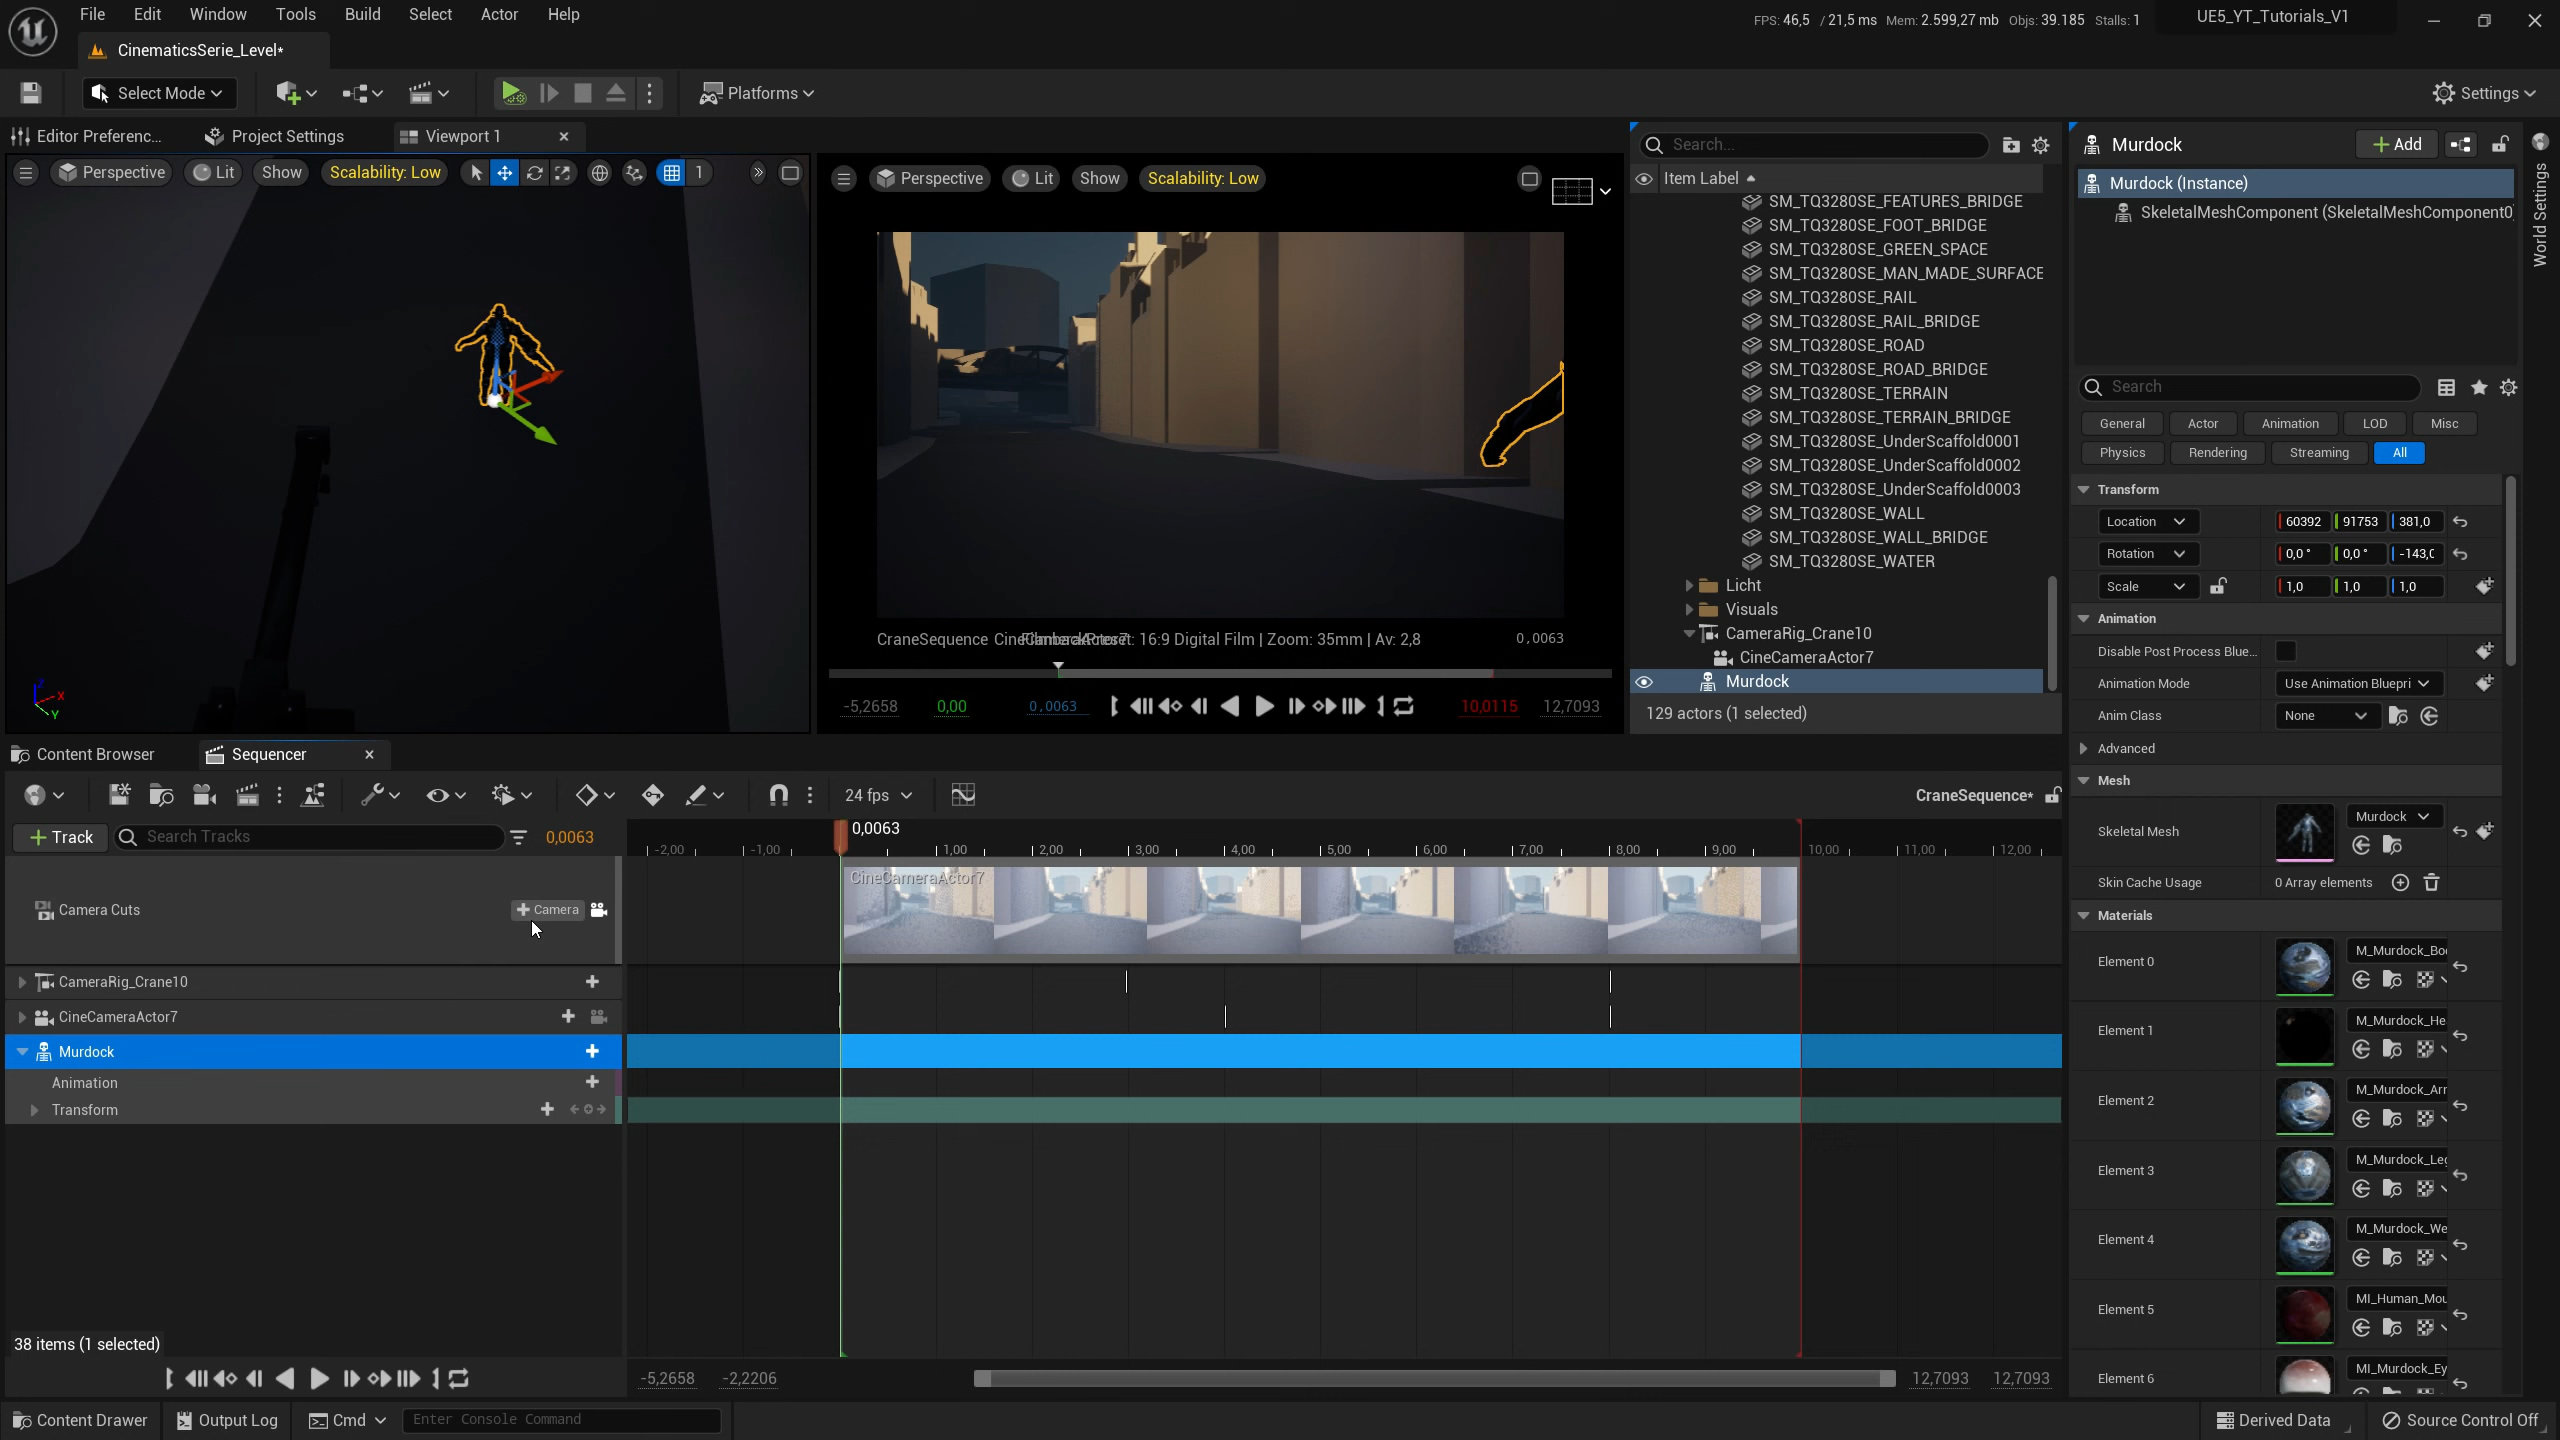 File Edit Window Tools Build Select Actor Help
FPS: 46,5 / 21,5 ms Mem: 2.599,27 mb Objs: 39.185 Stalls: 1 UE5_YT_Tutorials_V1
CinematicsSerie_Level*
Select Mode
Platforms
Settings
Editor Preferenc...
Project Settings
Viewport 1
Perspective
Lit
Show
Scalability: Low
1
Perspective
Lit
Show
Scalability: Low
CraneSequence
: 16:9 Digital Film | Zoom: 35mm | Av: 2,8
0,0063
-5,2658 0,00 0,0063 10,0115 12,7093
Search...
Item Label
SM_TQ3280SE_FEATURES_BRIDGE
SM_TQ3280SE_FOOT_BRIDGE
SM_TQ3280SE_GREEN_SPACE
SM_TQ3280SE_MAN_MADE_SURFACE
SM_TQ3280SE_RAIL
SM_TQ3280SE_RAIL_BRIDGE
SM_TQ3280SE_ROAD
SM_TQ3280SE_ROAD_BRIDGE
SM_TQ3280SE_TERRAIN
SM_TQ3280SE_TERRAIN_BRIDGE
SM_TQ3280SE_UnderScaffold0001
SM_TQ3280SE_UnderScaffold0002
SM_TQ3280SE_UnderScaffold0003
SM_TQ3280SE_WALL
SM_TQ3280SE_WALL_BRIDGE
SM_TQ3280SE_WATER
Licht
Visuals
CameraRig_Crane10
CineCameraActor7
Murdock
129 actors (1 selected)
Murdock
Add
Murdock (Instance)
SkeletalMeshComponent (SkeletalMeshComponent0
World Settings
Search
General Actor Animation LOD Misc
Physics Rendering Streaming All
Transform
Location 60392 91753 381,0
Rotation 0,0 ° 0,0 ° -143,0
Scale 1,0 1,0 1,0
Animation
Disable Post Process Blue...
Animation Mode Use Animation Bluepri
Anim Class None
Advanced
Mesh
Skeletal Mesh Murdock
Skin Cache Usage 0 Array elements
Materials
Element 0 M_Murdock_Bo
Element 1 M_Murdock_He
Element 2 M_Murdock_Arr
Element 3 M_Murdock_Leg
Element 4 M_Murdock_We
Element 5 MI_Human_Mou
Element 6 MI_Murdock_Ey
Content Browser
Sequencer
24 fps
CraneSequence*
Track
Search Tracks
0,0063
0,0063
-2,00 -1,00 1,00 2,00 3,00 4,00 5,00 6,00 7,00 8,00 9,00 10,00 11,00 12,00
Camera Cuts
Camera
CineCameraActor7
CameraRig_Crane10
CineCameraActor7
Murdock
Animation
Transform
38 items (1 selected)
-5,2658 -2,2206 12,7093 12,7093
Content Drawer
Output Log
Cmd
Enter Console Command
Derived Data
Source Control Off
X
Y
Z